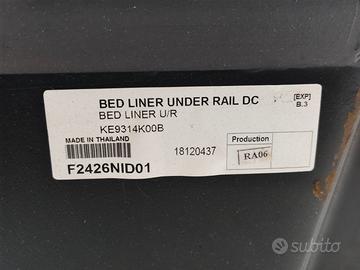 BED LINER UNDER RAIL DC
[EXP]
BED LINER U/R
B.3
KE9314K00B
MADE IN THAILAND
18120437
Production
RA06
F2426NID01
subito